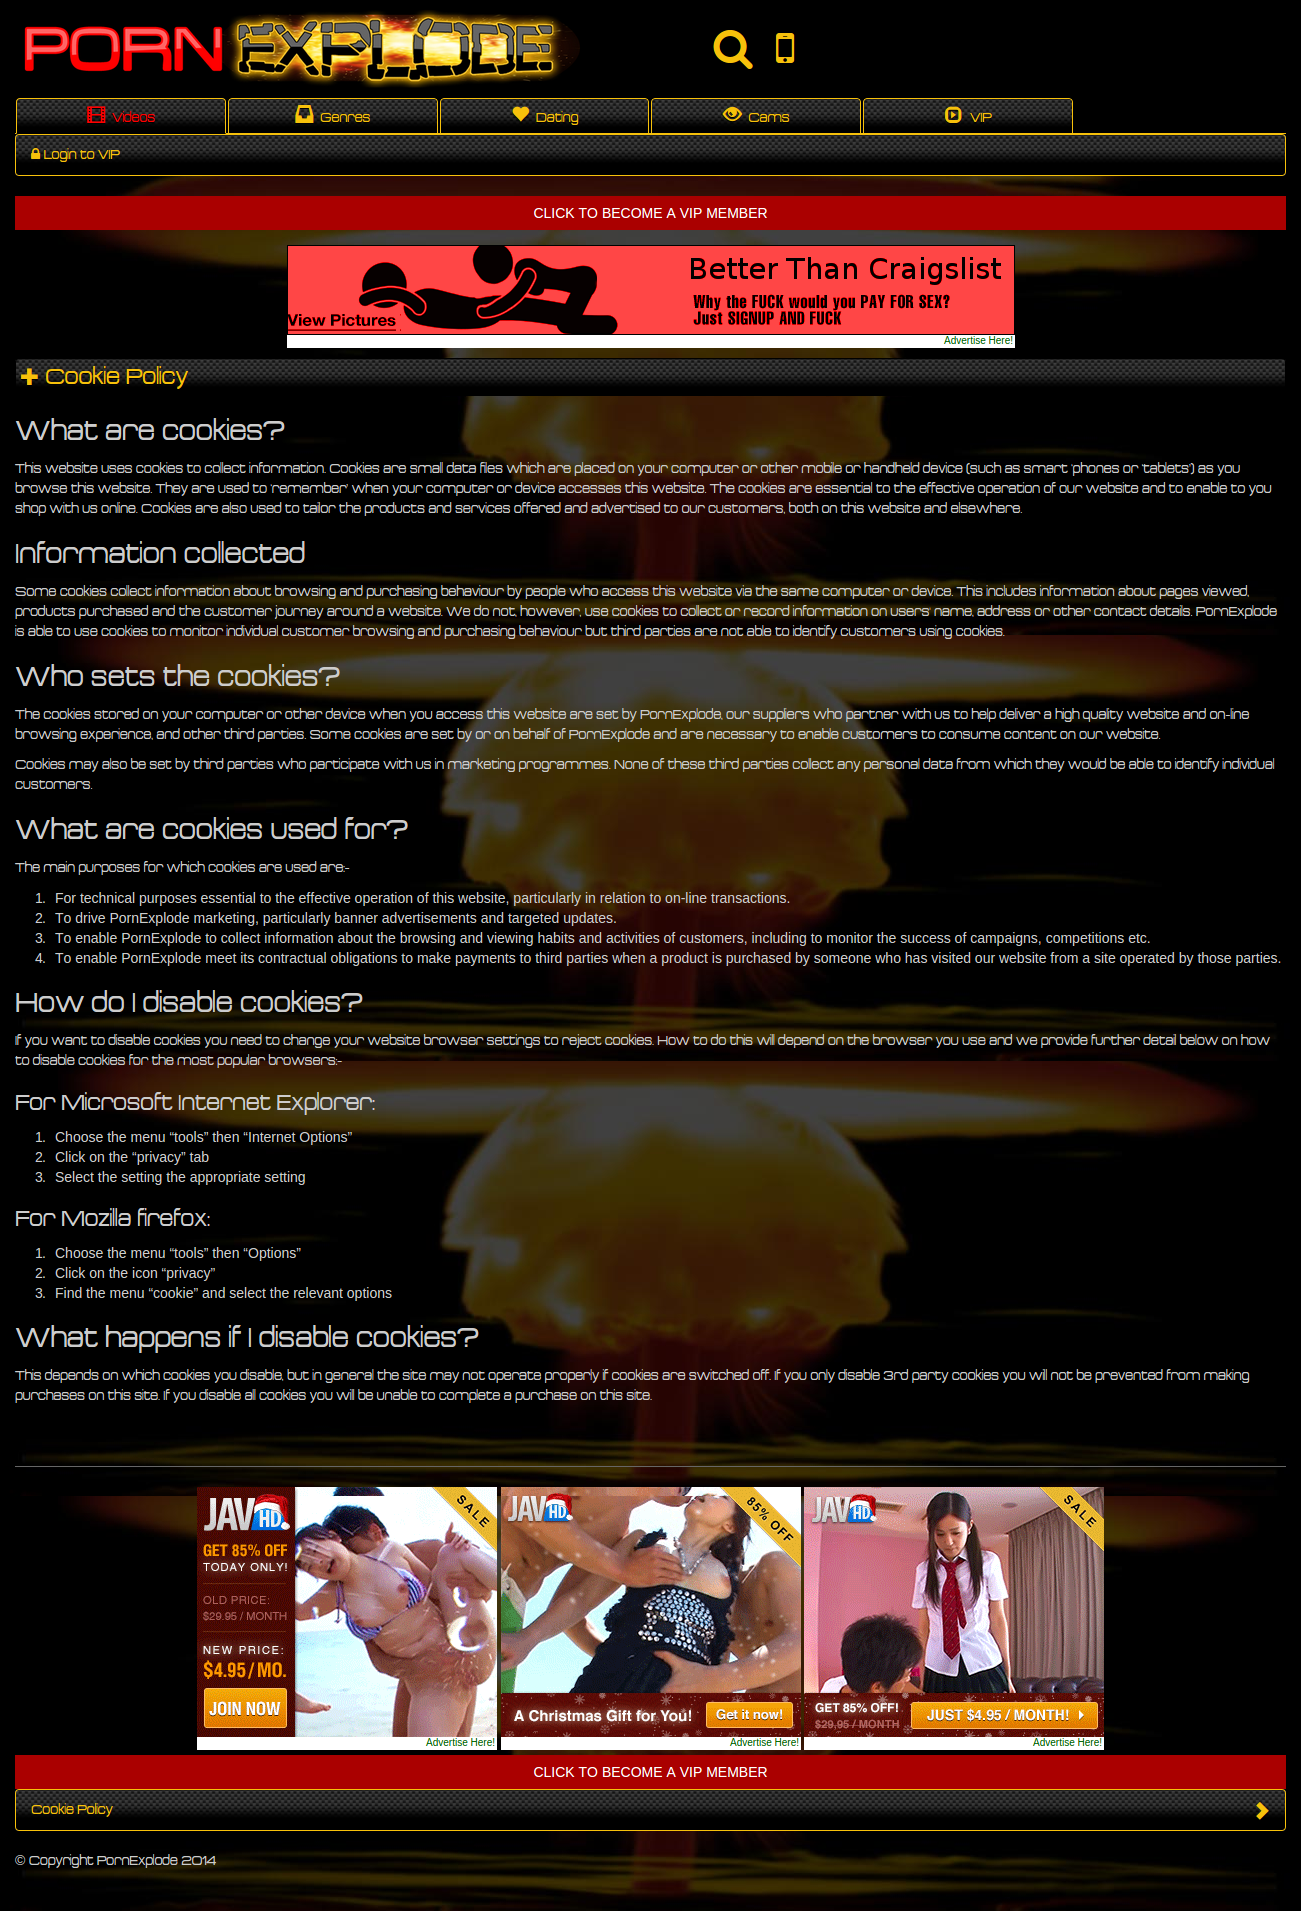 PORN EXPLODE
Videos
Genres
Dating
Cams
VIP
Login to VIP
CLICK TO BECOME A VIP MEMBER
Better Than Craigslist
Why the FUCK would you PAY FOR SEX?
Just SIGNUP AND FUCK
View Pictures
Advertise Here!
Cookie Policy
What are cookies?
This website uses cookies to collect information. Cookies are small data files which are placed on your computer or other mobile or handheld device (such as smart 'phones or 'tablets') as you
browse this website. They are used to 'remember' when your computer or device accesses this website. The cookies are essential to the effective operation of our website and to enable to you
shop with us online. Cookies are also used to tailor the products and services offered and advertised to our customers, both on this website and elsewhere.
Information collected
Some cookies collect information about browsing and purchasing behaviour by people who access this website via the same computer or device. This includes information about pages viewed,
products purchased and the customer journey around a website. We do not, however, use cookies to collect or record information on users' name, address or other contact details. PornExplode
is able to use cookies to monitor individual customer browsing and purchasing behaviour but third parties are not able to identify customers using cookies.
Who sets the cookies?
The cookies stored on your computer or other device when you access this website are set by PornExplode, our suppliers who partner with us to help deliver a high quality website and on-line
browsing experience, and other third parties. Some cookies are set by or on behalf of PornExplode and are necessary to enable customers to consume content on our website.
Cookies may also be set by third parties who participate with us in marketing programmes. None of these third parties collect any personal data from which they would be able to identify individual
customers.
What are cookies used for?
The main purposes for which cookies are used are:-
1. For technical purposes essential to the effective operation of this website, particularly in relation to on-line transactions.
2. To drive PornExplode marketing, particularly banner advertisements and targeted updates.
3. To enable PornExplode to collect information about the browsing and viewing habits and activities of customers, including to monitor the success of campaigns, competitions etc.
4. To enable PornExplode meet its contractual obligations to make payments to third parties when a product is purchased by someone who has visited our website from a site operated by those parties.
How do I disable cookies?
If you want to disable cookies you need to change your website browser settings to reject cookies. How to do this will depend on the browser you use and we provide further detail below on how
to disable cookies for the most popular browsers:-
For Microsoft Internet Explorer:
1. Choose the menu “tools” then “Internet Options”
2. Click on the “privacy” tab
3. Select the setting the appropriate setting
For Mozilla firefox:
1. Choose the menu “tools” then “Options”
2. Click on the icon “privacy”
3. Find the menu “cookie” and select the relevant options
What happens if I disable cookies?
This depends on which cookies you disable, but in general the site may not operate properly if cookies are switched off. If you only disable 3rd party cookies you will not be prevented from making
purchases on this site. If you disable all cookies you will be unable to complete a purchase on this site.
JAV HD
SALE
GET 85% OFF
TODAY ONLY!
OLD PRICE:
$29.95 / MONTH
NEW PRICE:
$4.95/MO.
JOIN NOW
Advertise Here!
JAV HD
85% OFF
A Christmas Gift for You!
Get it now!
Advertise Here!
JAV HD
SALE
GET 85% OFF!
$29.95 / MONTH
JUST $4.95 / MONTH!
Advertise Here!
CLICK TO BECOME A VIP MEMBER
Cookie Policy
© Copyright PornExplode 2014